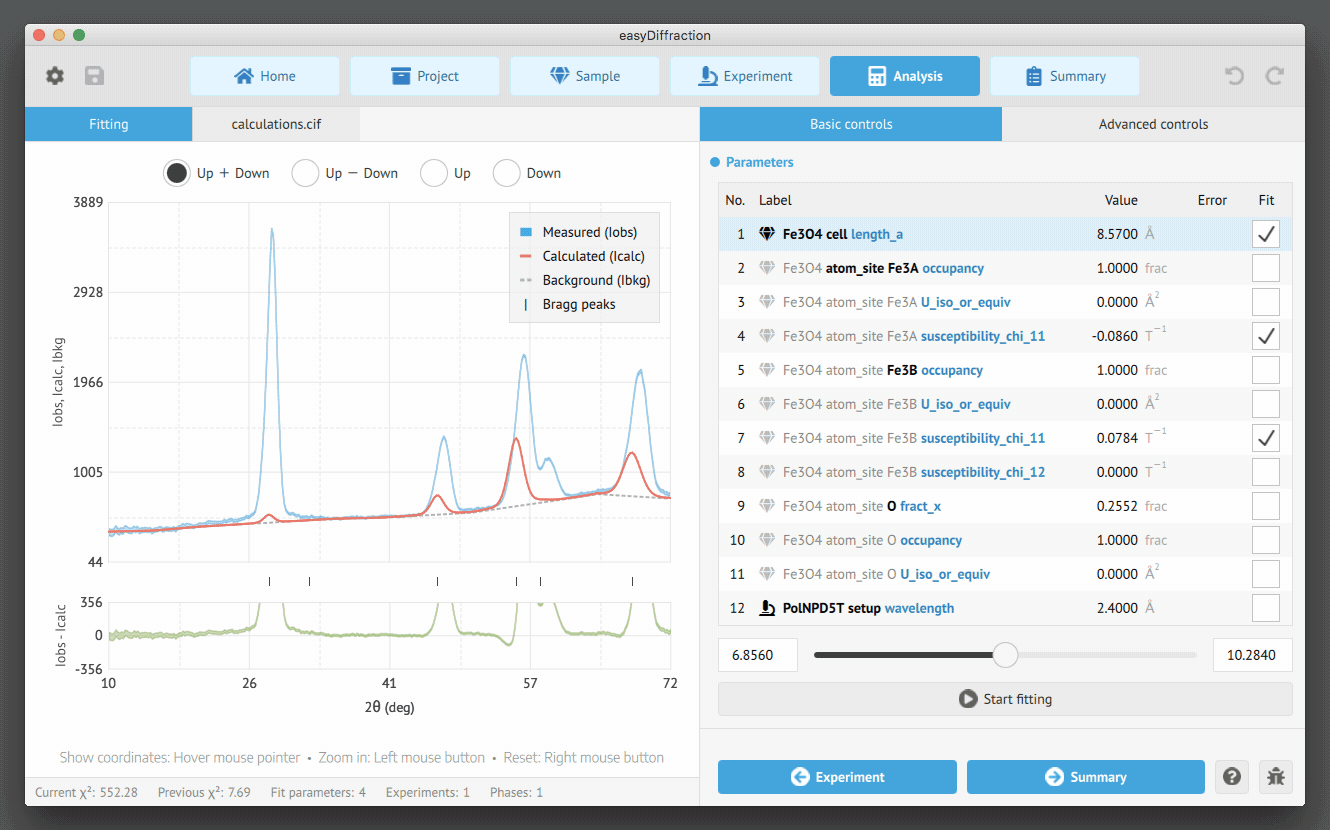 easyDiffraction
Home Project Sample Experiment Analysis Summary
Fitting calculations.cif Basic controls Advanced controls
Up + Down Up − Down Up Down
3889
2928
1966
1005
44
Iobs, Icalc, Ibkg
Measured (Iobs)
Calculated (Icalc)
Background (Ibkg)
Bragg peaks
356
0
-356
Iobs - Icalc
10 26 41 57 72
2θ (deg)
Show coordinates: Hover mouse pointer • Zoom in: Left mouse button • Reset: Right mouse button
Current χ²: 552.28 Previous χ²: 7.69 Fit parameters: 4 Experiments: 1 Phases: 1
Parameters
No. Label Value Error Fit
1 Fe3O4 cell length_a 8.5700 Å
2 Fe3O4 atom_site Fe3A occupancy 1.0000 frac
3 Fe3O4 atom_site Fe3A U_iso_or_equiv 0.0000 Å²
4 Fe3O4 atom_site Fe3A susceptibility_chi_11 -0.0860 T⁻¹
5 Fe3O4 atom_site Fe3B occupancy 1.0000 frac
6 Fe3O4 atom_site Fe3B U_iso_or_equiv 0.0000 Å²
7 Fe3O4 atom_site Fe3B susceptibility_chi_11 0.0784 T⁻¹
8 Fe3O4 atom_site Fe3B susceptibility_chi_12 0.0000 T⁻¹
9 Fe3O4 atom_site O fract_x 0.2552 frac
10 Fe3O4 atom_site O occupancy 1.0000 frac
11 Fe3O4 atom_site O U_iso_or_equiv 0.0000 Å²
12 PolNPD5T setup wavelength 2.4000 Å
6.8560 10.2840
Start fitting
Experiment Summary